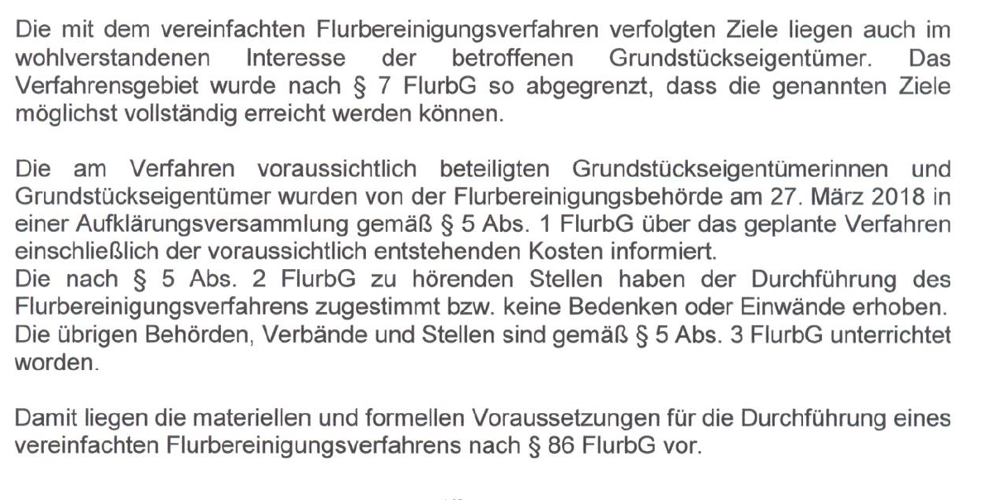 Die mit dem vereinfachten Flurbereinigungsverfahren verfolgten Ziele liegen auch im
wohlverstandenen Interesse der betroffenen Grundstückseigentümer. Das
Verfahrensgebiet wurde nach § 7 FlurbG so abgegrenzt, dass die genannten Ziele
möglichst vollständig erreicht werden können.
Die am Verfahren voraussichtlich beteiligten Grundstückseigentümerinnen und
Grundstückseigentümer wurden von der Flurbereinigungsbehörde am 27. März 2018 in
einer Aufklärungsversammlung gemäß § 5 Abs. 1 FlurbG über das geplante Verfahren
einschließlich der voraussichtlich entstehenden Kosten informiert.
Die nach § 5 Abs. 2 FlurbG zu hörenden Stellen haben der Durchführung des
Flurbereinigungsverfahrens zugestimmt bzw. keine Bedenken oder Einwände erhoben.
Die übrigen Behörden, Verbände und Stellen sind gemäß § 5 Abs. 3 FlurbG unterrichtet
worden.
Damit liegen die materiellen und formellen Voraussetzungen für die Durchführung eines
vereinfachten Flurbereinigungsverfahrens nach § 86 FlurbG vor.